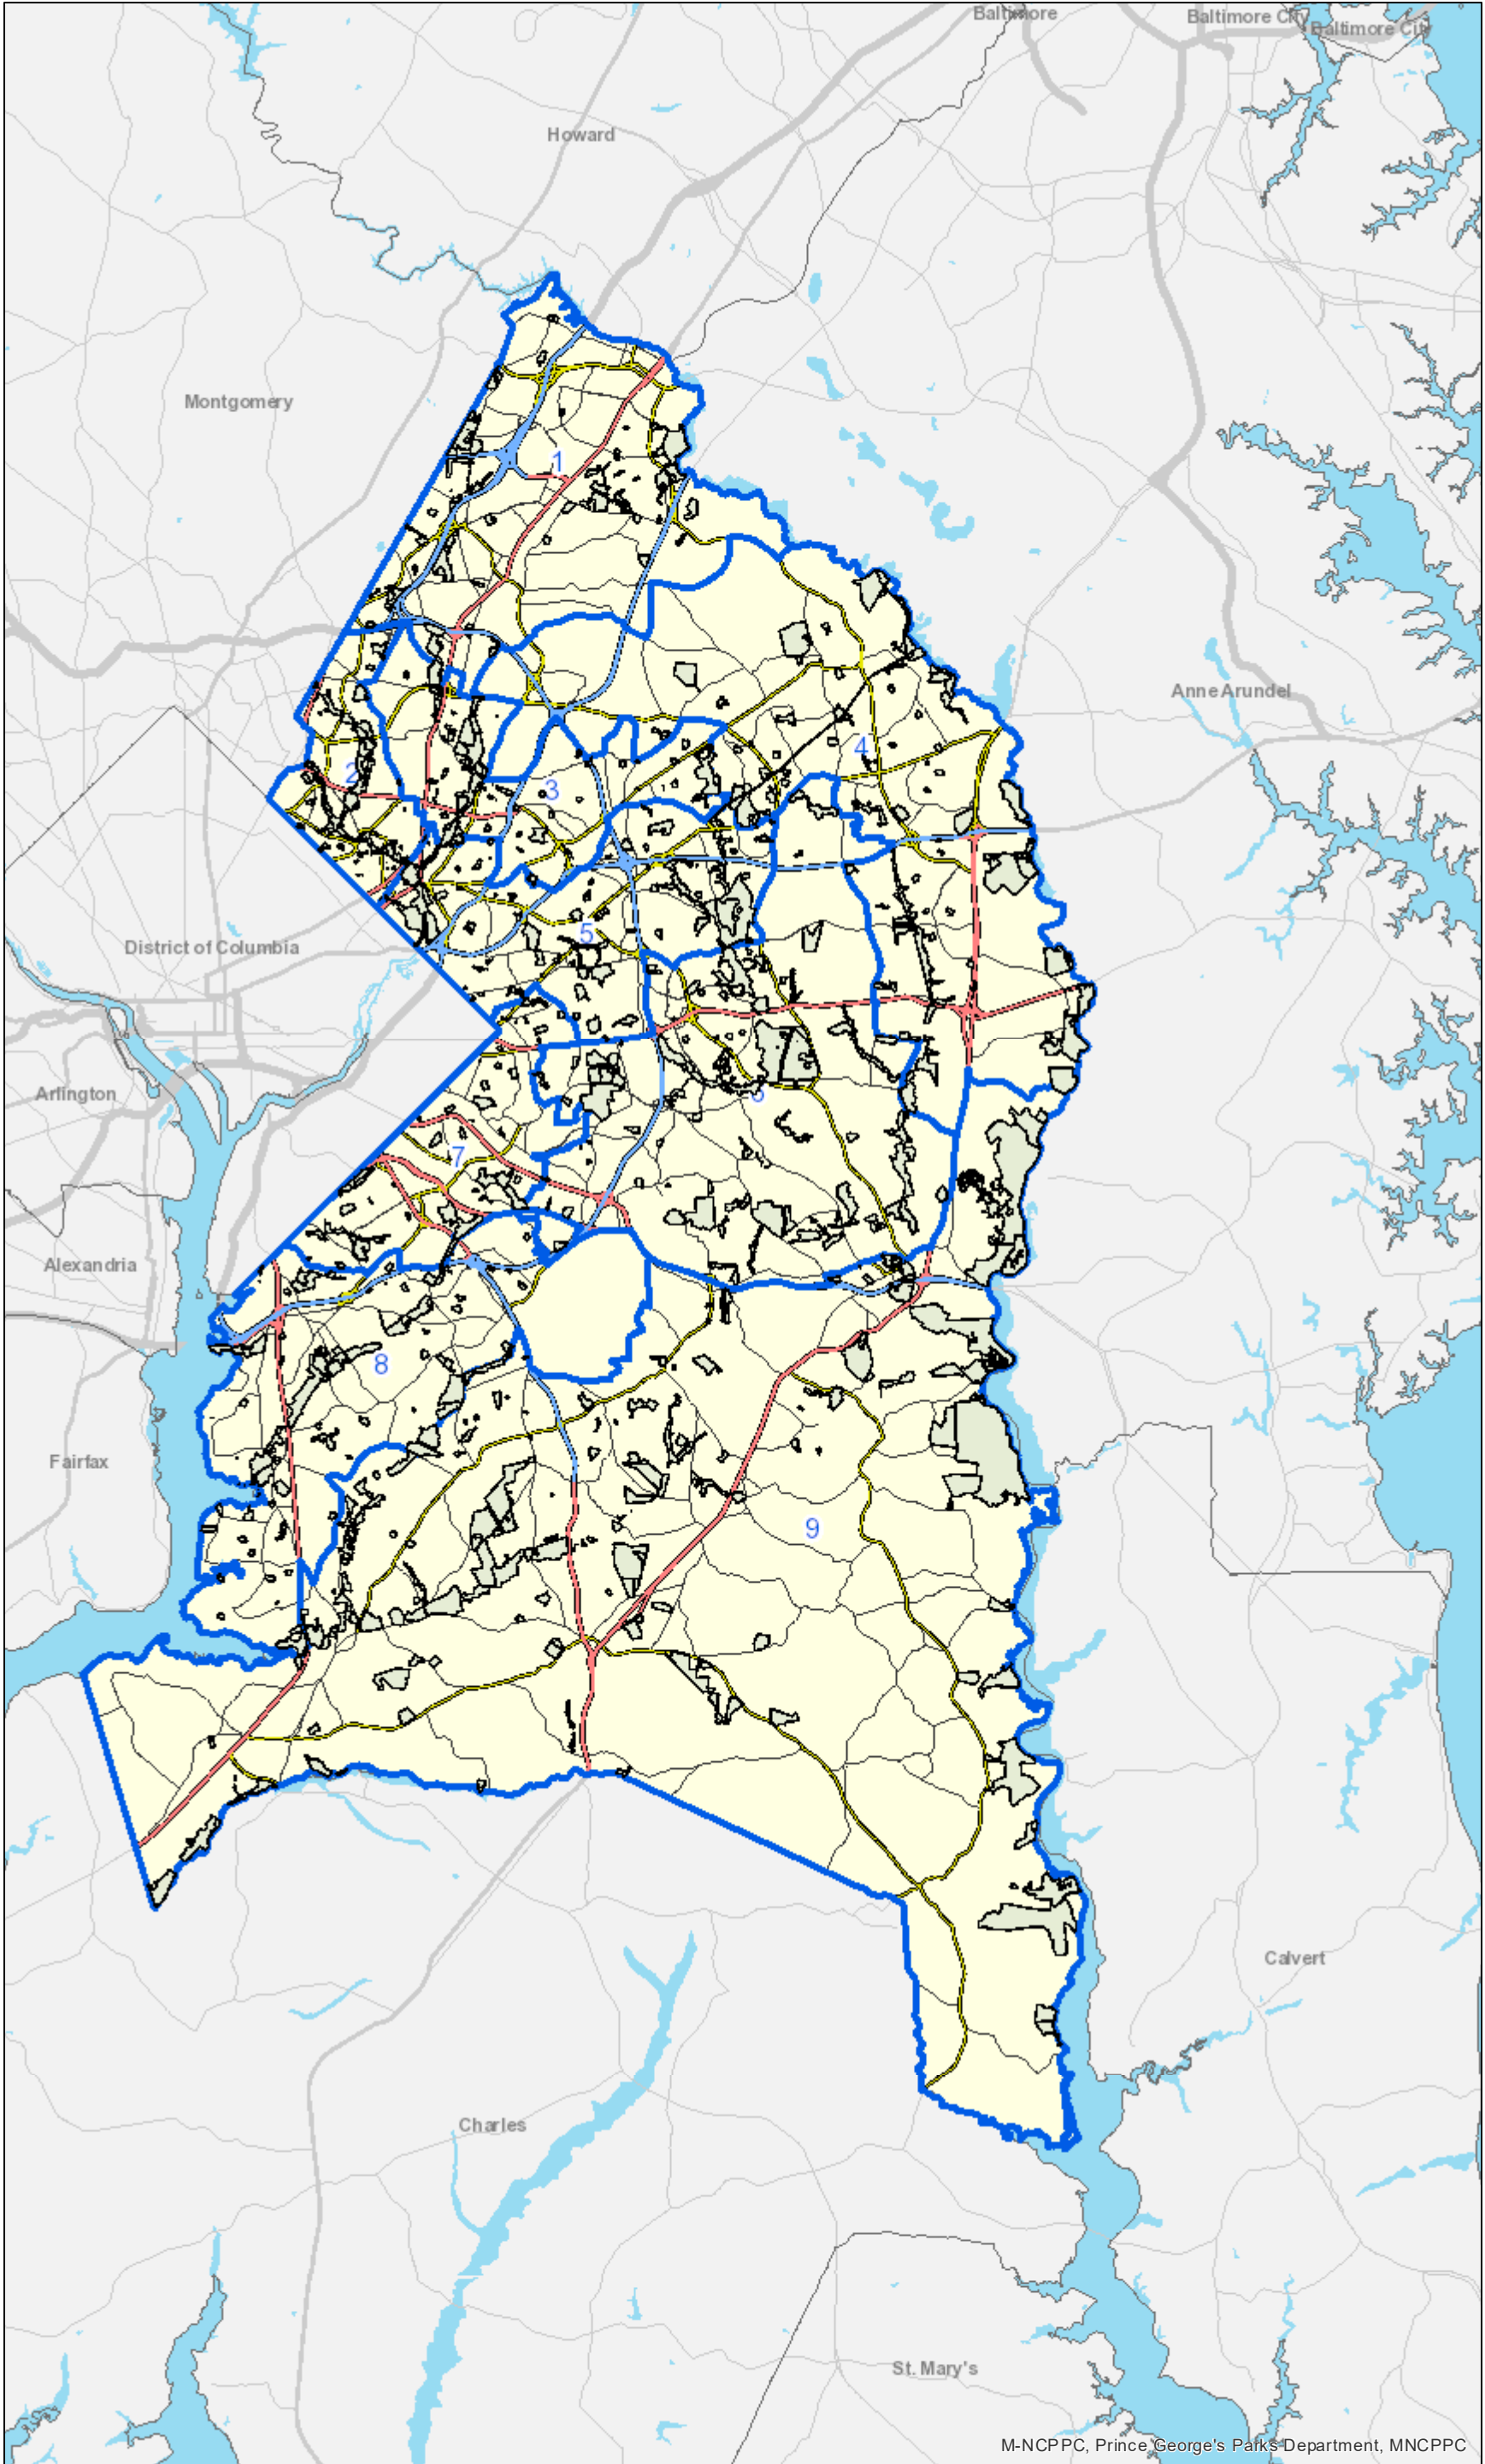 Baltimore
Baltimore City
Baltimore City
Howard
Montgomery
1
Anne Arundel
4
2
3
5
District of Columbia
Arlington
6
7
Alexandria
8
Fairfax
9
Calvert
Charles
St. Mary's
M-NCPPC, Prince George's Parks Department, MNCPPC